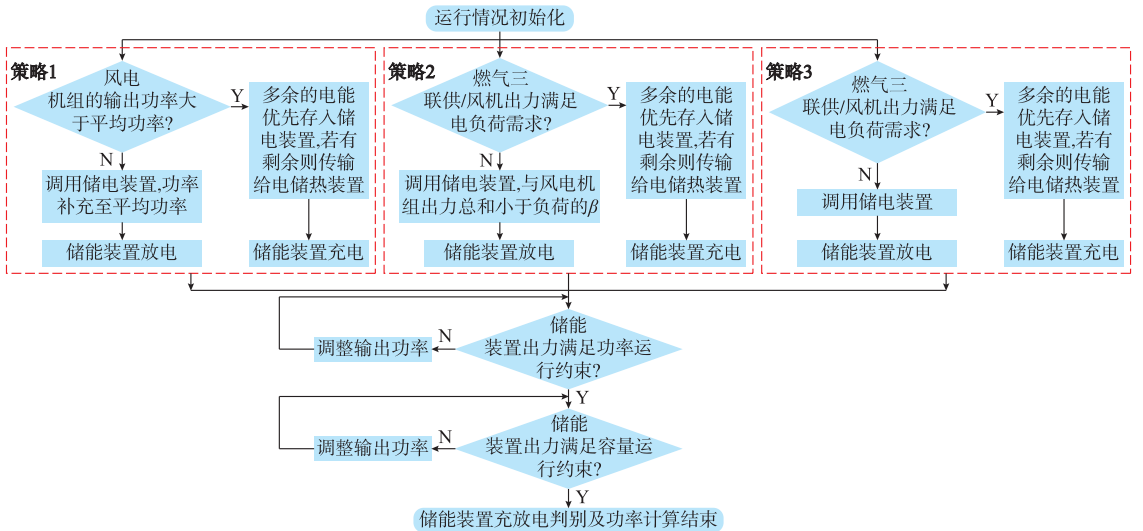 运行情况初始化
策略1
风电
机组的输出功率大
于平均功率?
Y
多余的电能
优先存入储
电装置,若有
剩余则传输
给电储热装置
N
调用储电装置,功率
补充至平均功率
储能装置放电
储能装置充电
策略2
燃气三
联供/风机出力满足
电负荷需求?
Y
多余的电能
优先存入储
电装置,若有
剩余则传输
给电储热装置
N
调用储电装置,与风电机
组出力总和小于负荷的β
储能装置放电
储能装置充电
策略3
燃气三
联供/风机出力满足
电负荷需求?
Y
多余的电能
优先存入储
电装置,若有
剩余则传输
给电储热装置
N
调用储电装置
储能装置放电
储能装置充电
储能
装置出力满足功率运
行约束?
N
调整输出功率
Y
储能
装置出力满足容量运
行约束?
N
调整输出功率
Y
储能装置充放电判别及功率计算结束